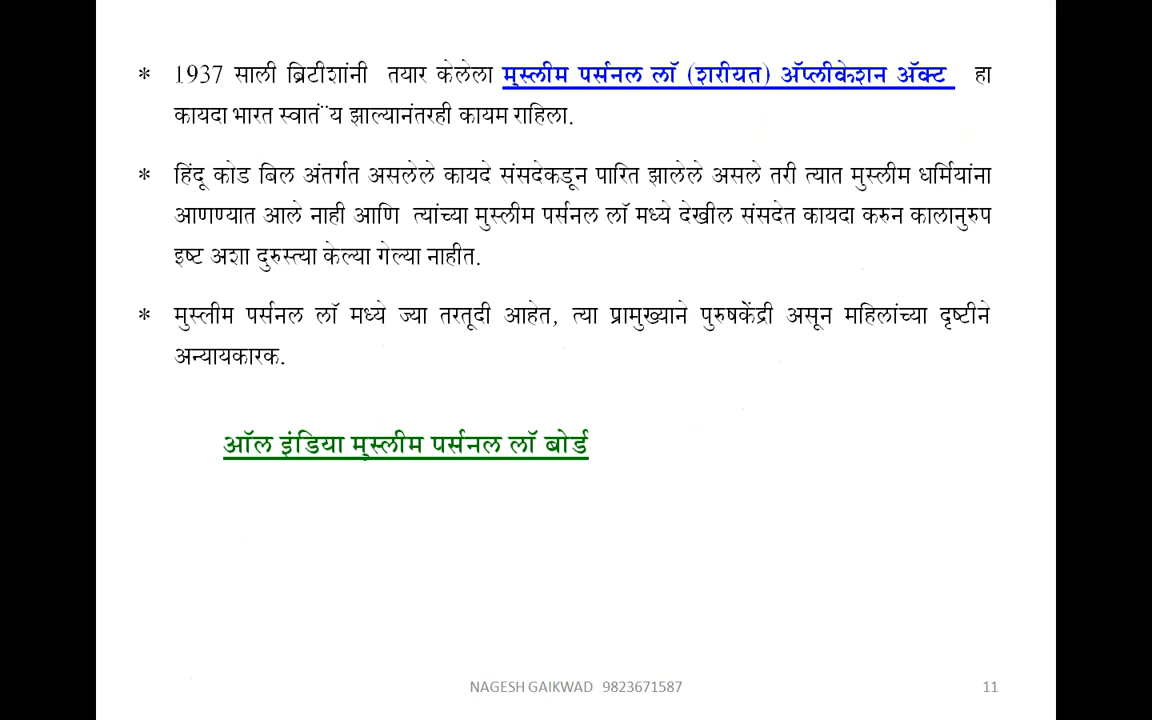 * 1937 साली ब्रिटीशांनी तयार केलेला मुस्लीम पर्सनल लॉ (शरीयत) ॲप्लीकेशन ॲक्ट हा
कायदा भारत स्वातं¨य झाल्यानंतरही कायम राहिला.
* हिंदू कोड बिल अंतर्गत असलेले कायदे संसदेकडून पारित झालेले असले तरी त्यात मुस्लीम धर्मियांना
आणण्यात आले नाही आणि त्यांच्या मुस्लीम पर्सनल लॉ मध्ये देखील संसदेत कायदा करुन कालानुरुप
इष्ट अशा दुरुस्त्या केल्या गेल्या नाहीत.
* मुस्लीम पर्सनल लॉ मध्ये ज्या तरतूदी आहेत, त्या प्रामुख्याने पुरुषकेंद्री असून महिलांच्या दृष्टीने
अन्यायकारक.
ऑल इंडिया मुस्लीम पर्सनल लॉ बोर्ड
NAGESH GAIKWAD 9823671587 11